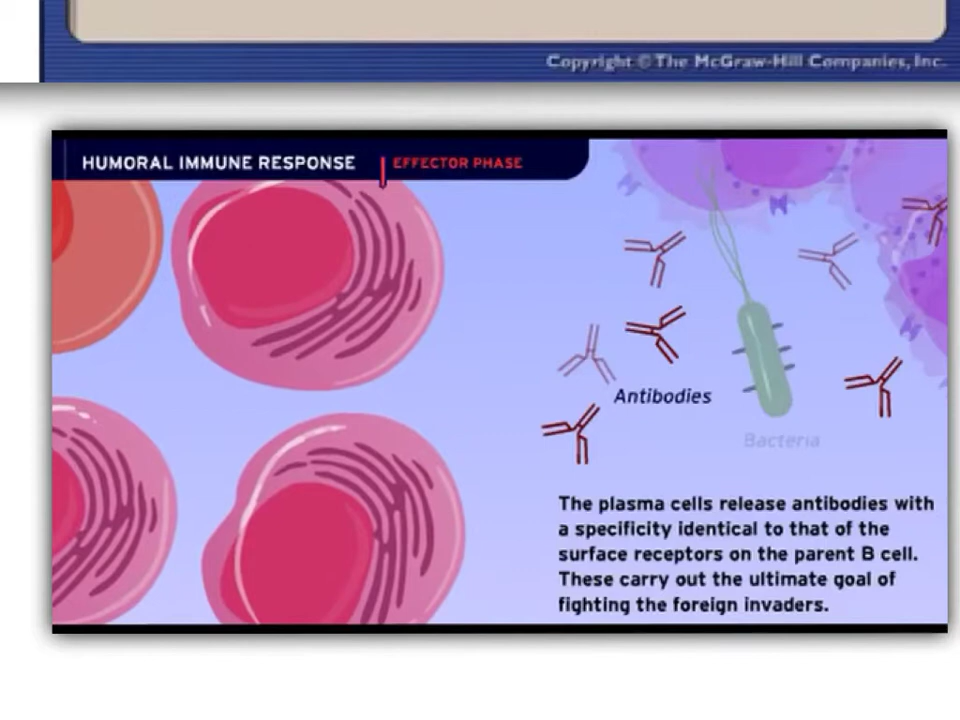 Copyright © The McGraw-Hill Companies, Inc.
HUMORAL IMMUNE RESPONSE
EFFECTOR PHASE
Antibodies
Bacteria
The plasma cells release antibodies with
a specificity identical to that of the
surface receptors on the parent B cell.
These carry out the ultimate goal of
fighting the foreign invaders.